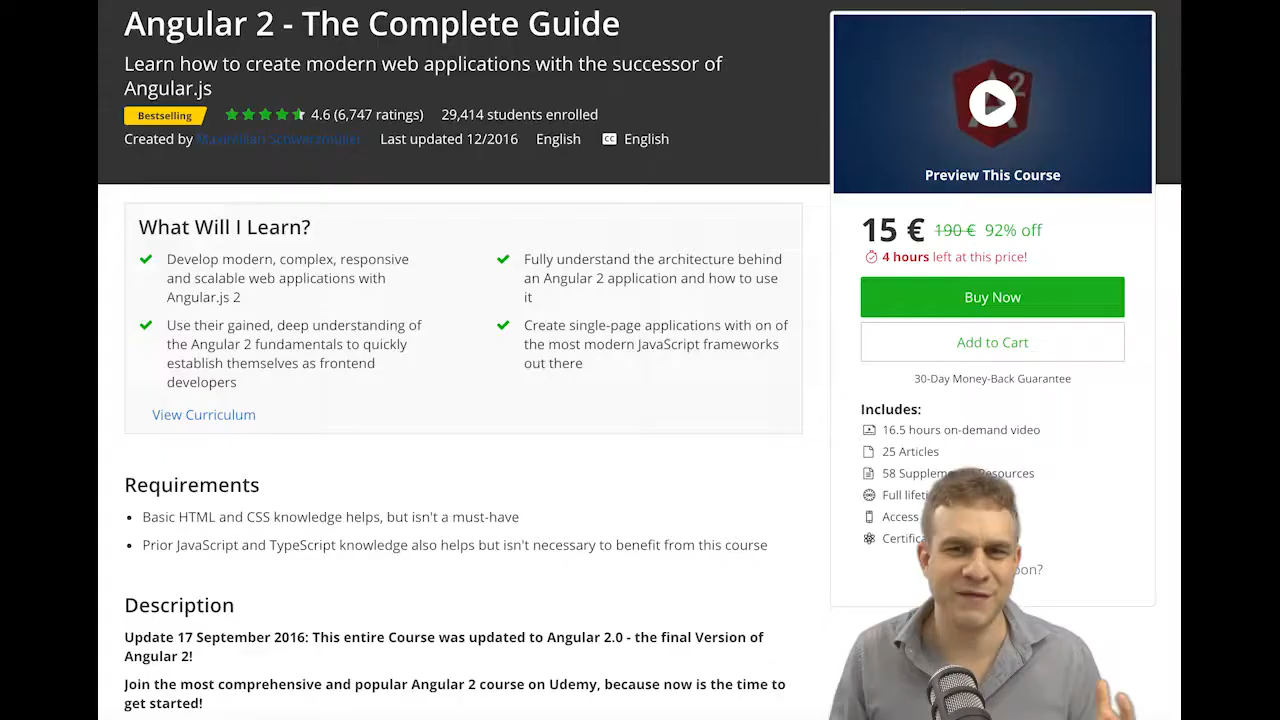 Angular 2 - The Complete Guide
Learn how to create modern web applications with the successor of
Angular.js
Bestselling
4.6 (6,747 ratings)
29,414 students enrolled
Created by Maximilian Schwarzmüller
Last updated 12/2016
English
CC English
What Will I Learn?
Develop modern, complex, responsive
and scalable web applications with
Angular.js 2
Use their gained, deep understanding of
the Angular 2 fundamentals to quickly
establish themselves as frontend
developers
Fully understand the architecture behind
an Angular 2 application and how to use
it
Create single-page applications with on of
the most modern JavaScript frameworks
out there
View Curriculum
Requirements
Basic HTML and CSS knowledge helps, but isn't a must-have
Prior JavaScript and TypeScript knowledge also helps but isn't necessary to benefit from this course
Description
Update 17 September 2016: This entire Course was updated to Angular 2.0 - the final Version of
Angular 2!
Join the most comprehensive and popular Angular 2 course on Udemy, because now is the time to
get started!
A 2
Preview This Course
15 € 190 € 92% off
4 hours left at this price!
Buy Now
Add to Cart
30-Day Money-Back Guarantee
Includes:
16.5 hours on-demand video
25 Articles
58
Full
Access